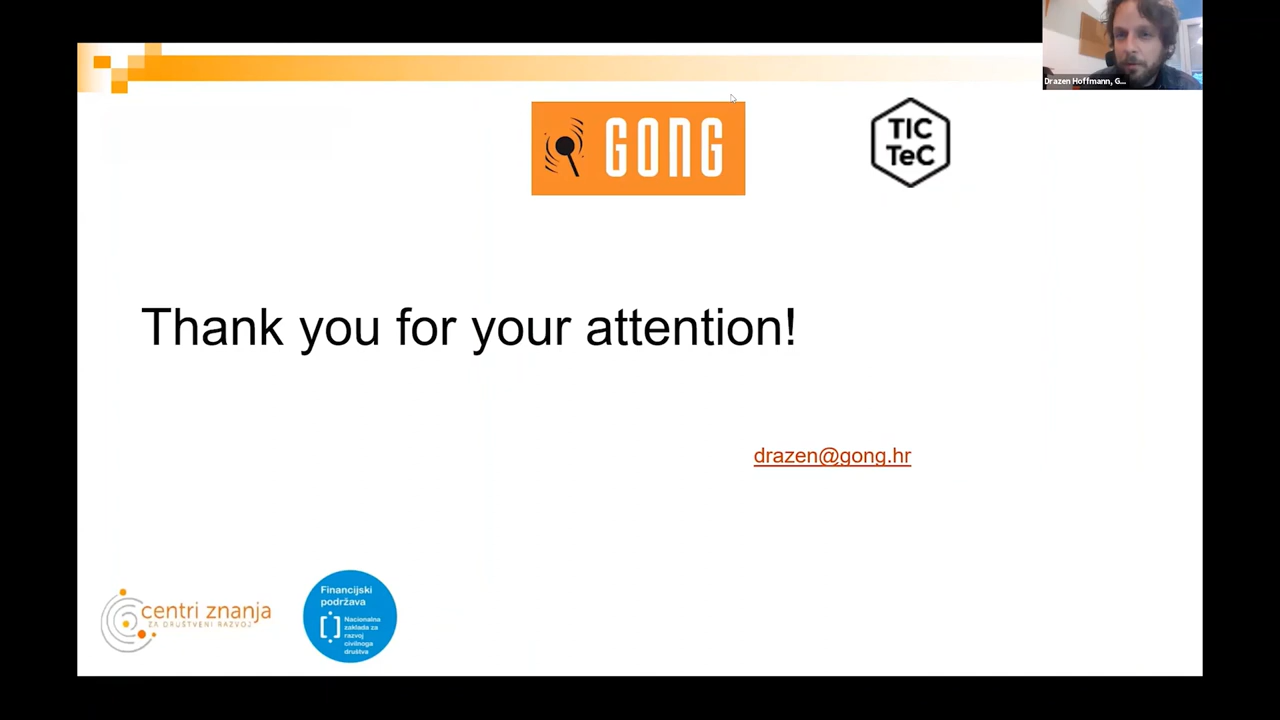 Drazen Hoffmann, G...
GONG
TIC
TeC
Thank you for your attention!
drazen@gong.hr
centri znanja
ZA DRUŠTVENI RAZVOJ
Financijski
podržava
Nacionalna
zaklada za
razvoj
civilnoga
društva